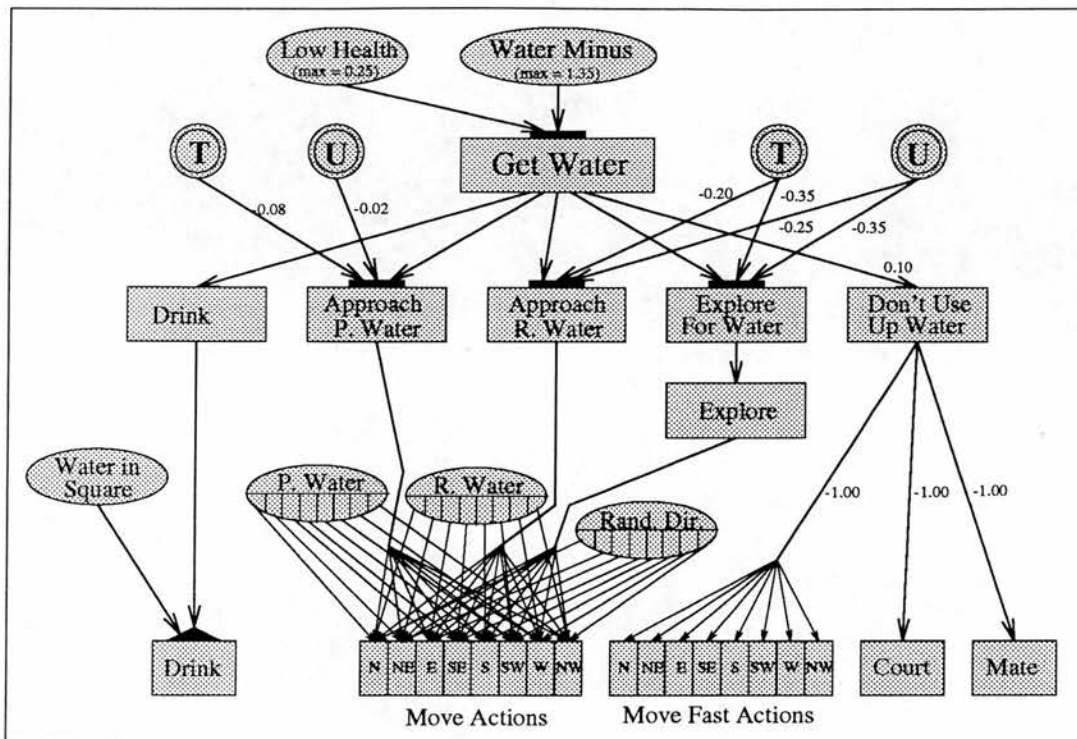 Low Health
(max = 0.25)
Water Minus
(max = 1.35)
T
U
Get Water
T
U
-0.08
-0.02
-0.20
-0.35
-0.25
-0.35
0.10
Drink
Approach
P. Water
Approach
R. Water
Explore
For Water
Don't Use
Up Water
Explore
Water in
Square
P. Water
R. Water
Rand. Dir.
-1.00
-1.00
-1.00
Drink
N NE E SE S SW W NW
N NE E SE S SW W NW
Court
Mate
Move Actions
Move Fast Actions